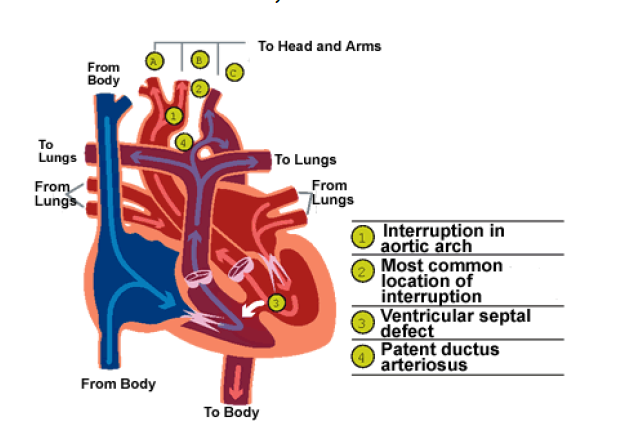 To Head and Arms
A
B
C
From
Body
2
1
4
To
Lungs
To Lungs
From
Lungs
From
Lungs
3
1 Interruption in
aortic arch
2 Most common
location of
interruption
3 Ventricular septal
defect
4 Patent ductus
arteriosus
From Body
To Body